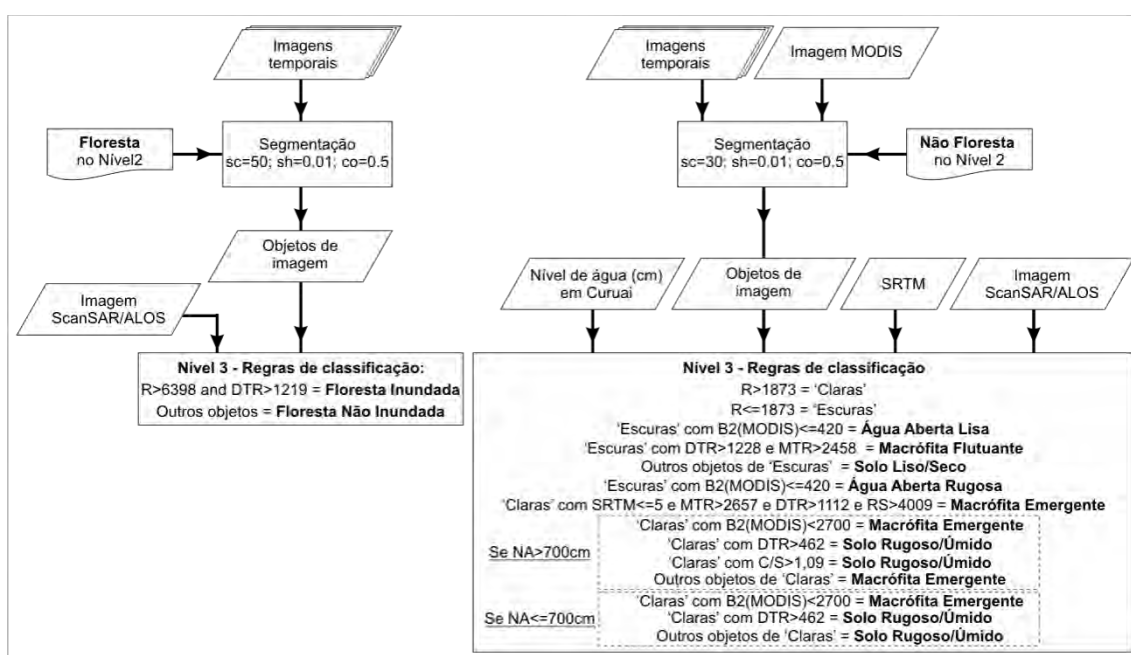 Imagens
temporais
Floresta
no Nível2
Segmentação
sc=50; sh=0.01; co=0.5
Objetos de
imagem
Imagem
ScanSAR/ALOS
Nível 3 - Regras de classificação:
R>6398 and DTR>1219 = Floresta Inundada
Outros objetos = Floresta Não Inundada
Imagens
temporais
Imagem MODIS
Segmentação
sc=30; sh=0.01; co=0.5
Não Floresta
no Nível 2
Nível de água (cm)
em Curuai
Objetos de
imagem
SRTM
Imagem
ScanSAR/ALOS
Nível 3 - Regras de classificação
R>1873 = 'Claras'
R<=1873 = 'Escuras'
'Escuras' com B2(MODIS)<=420 = Água Aberta Lisa
'Escuras' com DTR>1228 e MTR>2458 = Macrófita Flutuante
Outros objetos de 'Escuras' = Solo Liso/Seco
'Escuras' com B2(MODIS)<=420 = Água Aberta Rugosa
'Claras' com SRTM<=5 e MTR>2657 e DTR>1112 e RS>4009 = Macrófita Emergente
Se NA>700cm
'Claras' com B2(MODIS)<2700 = Macrófita Emergente
'Claras' com DTR>462 = Solo Rugoso/Úmido
'Claras' com C/S>1,09 = Solo Rugoso/Úmido
Outros objetos de 'Claras' = Macrófita Emergente
Se NA<=700cm
'Claras' com B2(MODIS)<2700 = Macrófita Emergente
'Claras' com DTR>462 = Solo Rugoso/Úmido
Outros objetos de 'Claras' = Solo Rugoso/Úmido